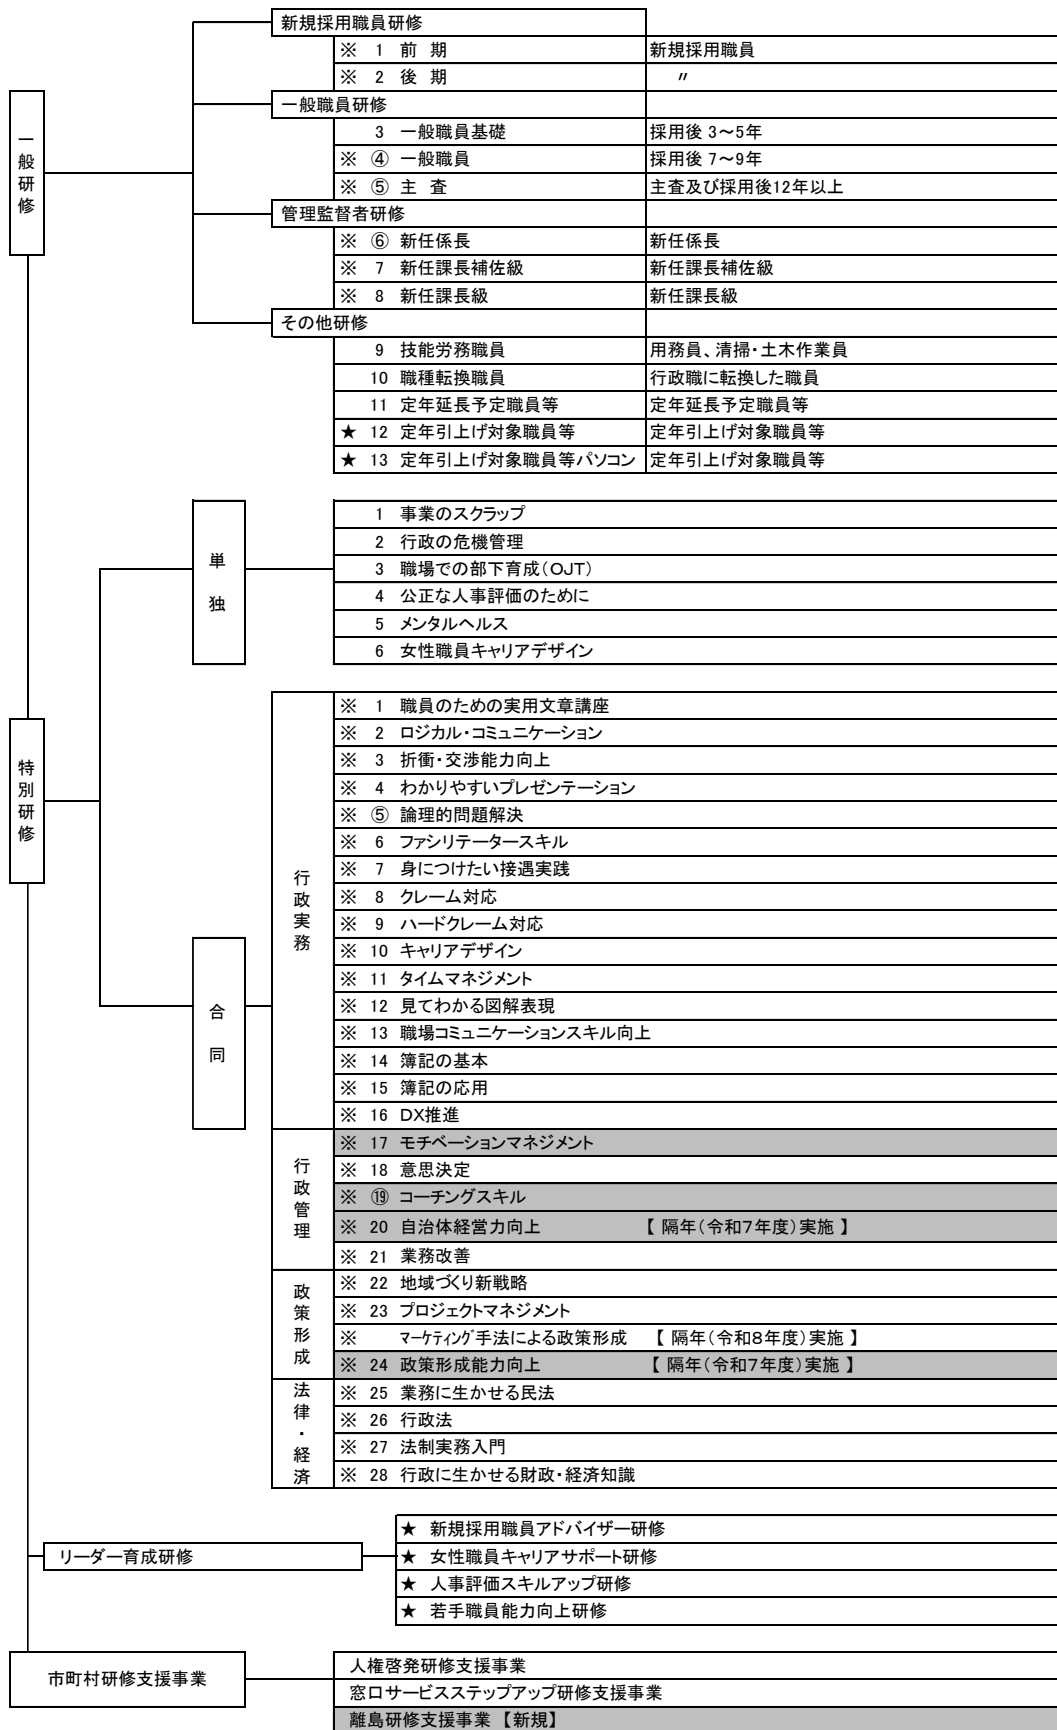 一般研修
新規採用職員研修
※ 1 前 期 新規採用職員
※ 2 後 期 〃
一般職員研修
3 一般職員基礎 採用後 3～5年
※ ④ 一般職員 採用後 7～9年
※ ⑤ 主 査 主査及び採用後12年以上
管理監督者研修
※ ⑥ 新任係長 新任係長
※ 7 新任課長補佐級 新任課長補佐級
※ 8 新任課長級 新任課長級
その他研修
9 技能労務職員 用務員、清掃・土木作業員
10 職種転換職員 行政職に転換した職員
11 定年延長予定職員等 定年延長予定職員等
★ 12 定年引上げ対象職員等 定年引上げ対象職員等
★ 13 定年引上げ対象職員等パソコン 定年引上げ対象職員等
特別研修
単独
1 事業のスクラップ
2 行政の危機管理
3 職場での部下育成（OJT）
4 公正な人事評価のために
5 メンタルヘルス
6 女性職員キャリアデザイン
合同
行政実務
※ 1 職員のための実用文章講座
※ 2 ロジカル・コミュニケーション
※ 3 折衝・交渉能力向上
※ 4 わかりやすいプレゼンテーション
※ ⑤ 論理的問題解決
※ 6 ファシリテータースキル
※ 7 身につけたい接遇実践
※ 8 クレーム対応
※ 9 ハードクレーム対応
※ 10 キャリアデザイン
※ 11 タイムマネジメント
※ 12 見てわかる図解表現
※ 13 職場コミュニケーションスキル向上
※ 14 簿記の基本
※ 15 簿記の応用
※ 16 DX推進
行政管理
※ 17 モチベーションマネジメント
※ 18 意思決定
※ ⑲ コーチングスキル
※ 20 自治体経営力向上 【 隔年（令和７年度）実施 】
※ 21 業務改善
政策形成
※ 22 地域づくり新戦略
※ 23 プロジェクトマネジメント
※ マーケティング手法による政策形成 【 隔年（令和８年度）実施 】
※ 24 政策形成能力向上 【 隔年（令和７年度）実施 】
法律・経済
※ 25 業務に生かせる民法
※ 26 行政法
※ 27 法制実務入門
※ 28 行政に生かせる財政・経済知識
リーダー育成研修
★ 新規採用職員アドバイザー研修
★ 女性職員キャリアサポート研修
★ 人事評価スキルアップ研修
★ 若手職員能力向上研修
市町村研修支援事業
人権啓発研修支援事業
窓口サービスステップアップ研修支援事業
離島研修支援事業 【新規】